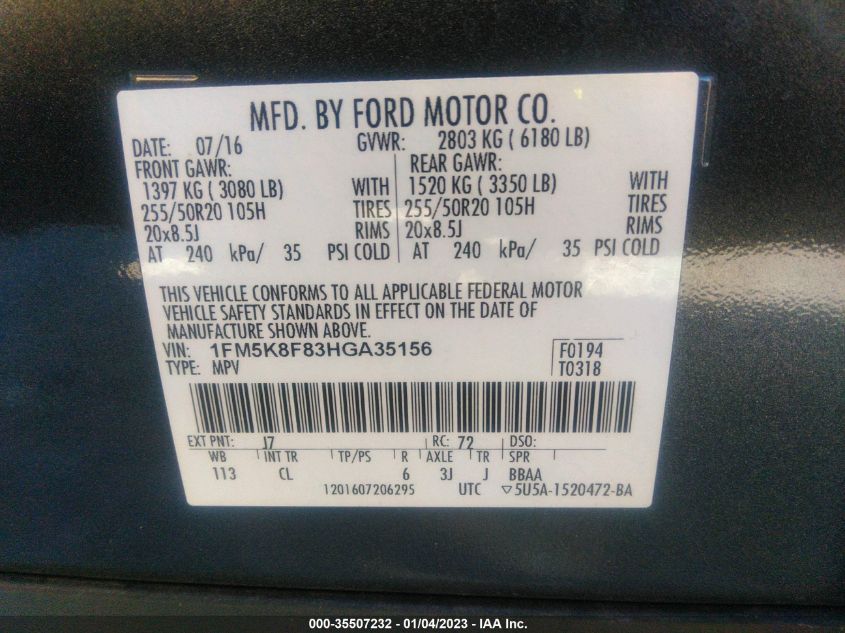 MFD. BY FORD MOTOR CO.
DATE: 07/16 GVWR: 2803 KG ( 6180 LB)
FRONT GAWR: REAR GAWR:
1397 KG ( 3080 LB) WITH 1520 KG ( 3350 LB) WITH
255/50R20 105H TIRES 255/50R20 105H TIRES
20x8.5J RIMS 20x8.5J RIMS
AT 240 kPa/ 35 PSI COLD AT 240 kPa/ 35 PSI COLD
THIS VEHICLE CONFORMS TO ALL APPLICABLE FEDERAL MOTOR
VEHICLE SAFETY STANDARDS IN EFFECT ON THE DATE OF
MANUFACTURE SHOWN ABOVE.
VIN: 1FM5K8F83HGA35156 F0194
TYPE: MPV T0318
EXT PNT: J7 RC: 72 DSO:
WB INT TR TP/PS R AXLE TR SPR
113 CL 6 3J J BBAA
1201607206295 UTC ▽5U5A-1520472-BA
000-35507232 - 01/04/2023 - IAA Inc.